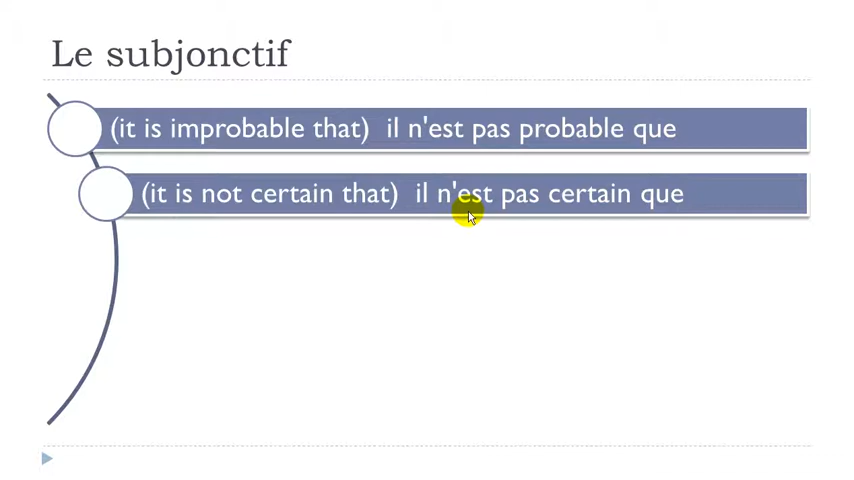 Le subjonctif
(it is improbable that) il n'est pas probable que
(it is not certain that) il n'est pas certain que